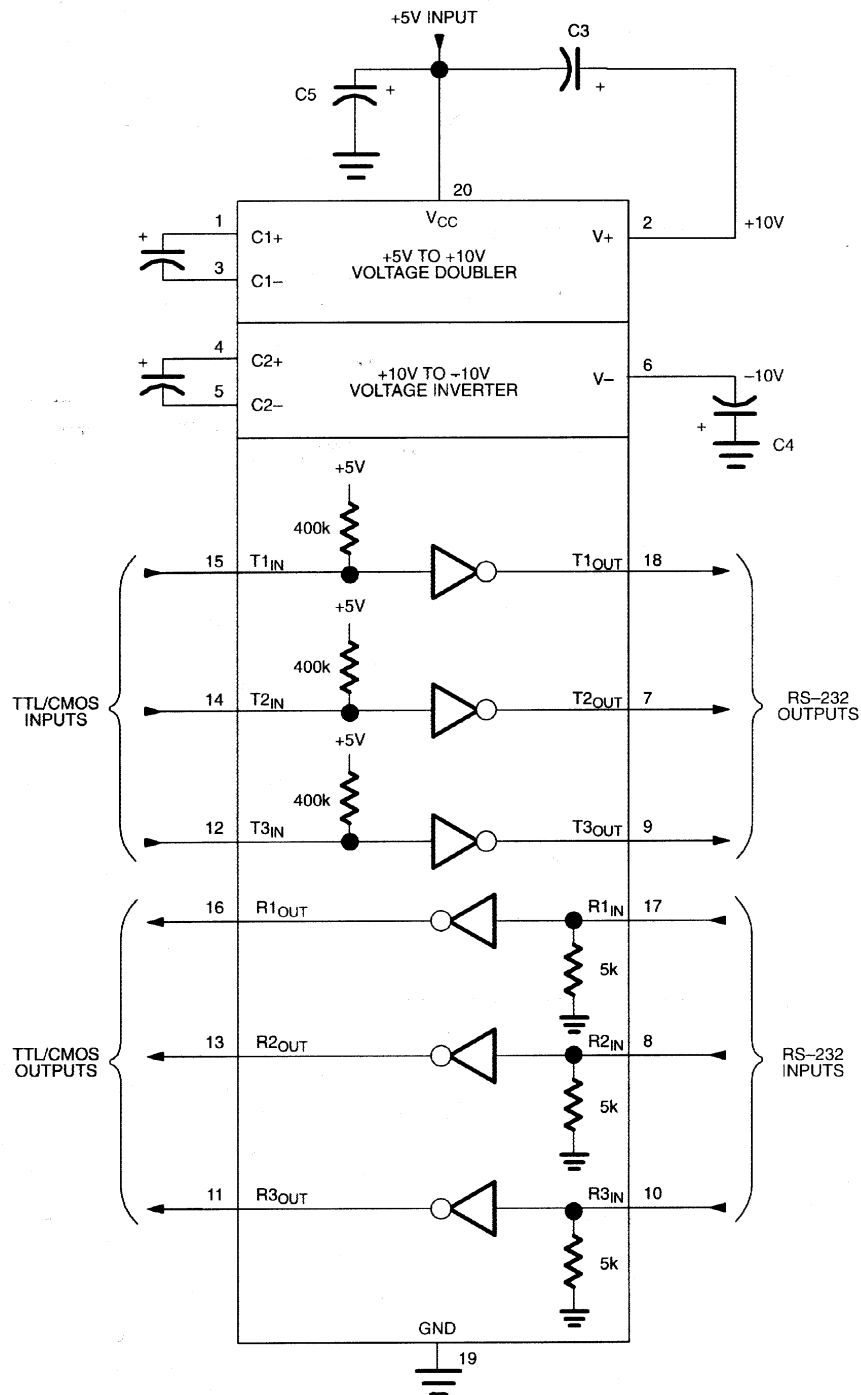 +5V INPUT
C3
C5
+
+
20
VCC
1
C1+
+
3
C1–
+5V TO +10V
VOLTAGE DOUBLER
V+
2
+10V
4
C2+
+
5
C2–
+10V TO –10V
VOLTAGE INVERTER
V–
6
–10V
+
C4
+5V
400k
15
T1IN
T1OUT
18
+5V
400k
14
T2IN
T2OUT
7
TTL/CMOS
INPUTS
RS–232
OUTPUTS
+5V
400k
12
T3IN
T3OUT
9
16
R1OUT
R1IN
17
5k
13
R2OUT
R2IN
8
TTL/CMOS
OUTPUTS
RS–232
INPUTS
5k
11
R3OUT
R3IN
10
5k
GND
19